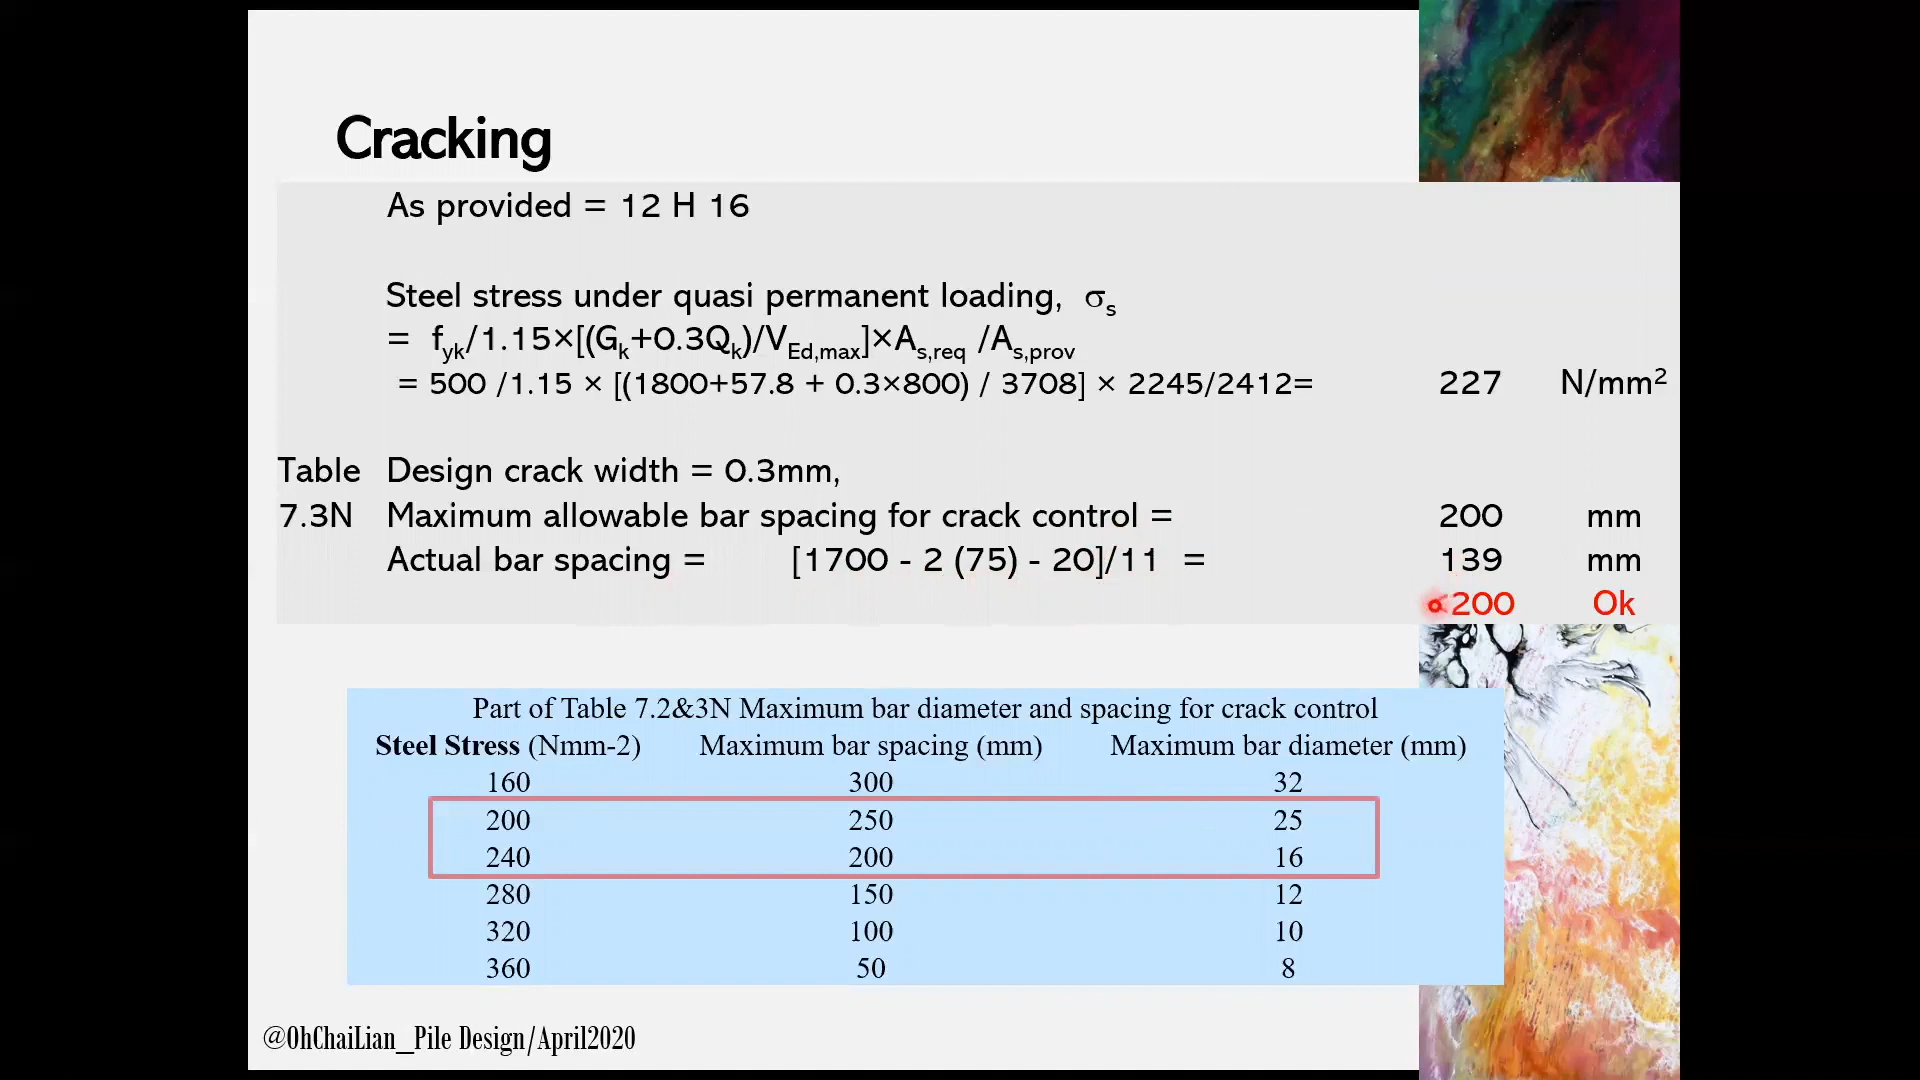 Cracking
As provided = 12 H 16
Steel stress under quasi permanent loading, σs
= fyk/1.15×[(Gk+0.3Qk)/VEd,max]×As,req /As,prov
= 500 /1.15 × [(1800+57.8 + 0.3×800) / 3708] × 2245/2412= 227 N/mm²
Table Design crack width = 0.3mm,
7.3N Maximum allowable bar spacing for crack control = 200 mm
Actual bar spacing = [1700 - 2 (75) - 20]/11 = 139 mm
<200 Ok
Part of Table 7.2&3N Maximum bar diameter and spacing for crack control
Steel Stress (Nmm-2) Maximum bar spacing (mm) Maximum bar diameter (mm)
160 300 32
200 250 25
240 200 16
280 150 12
320 100 10
360 50 8
@OhChaiLian_Pile Design/April2020